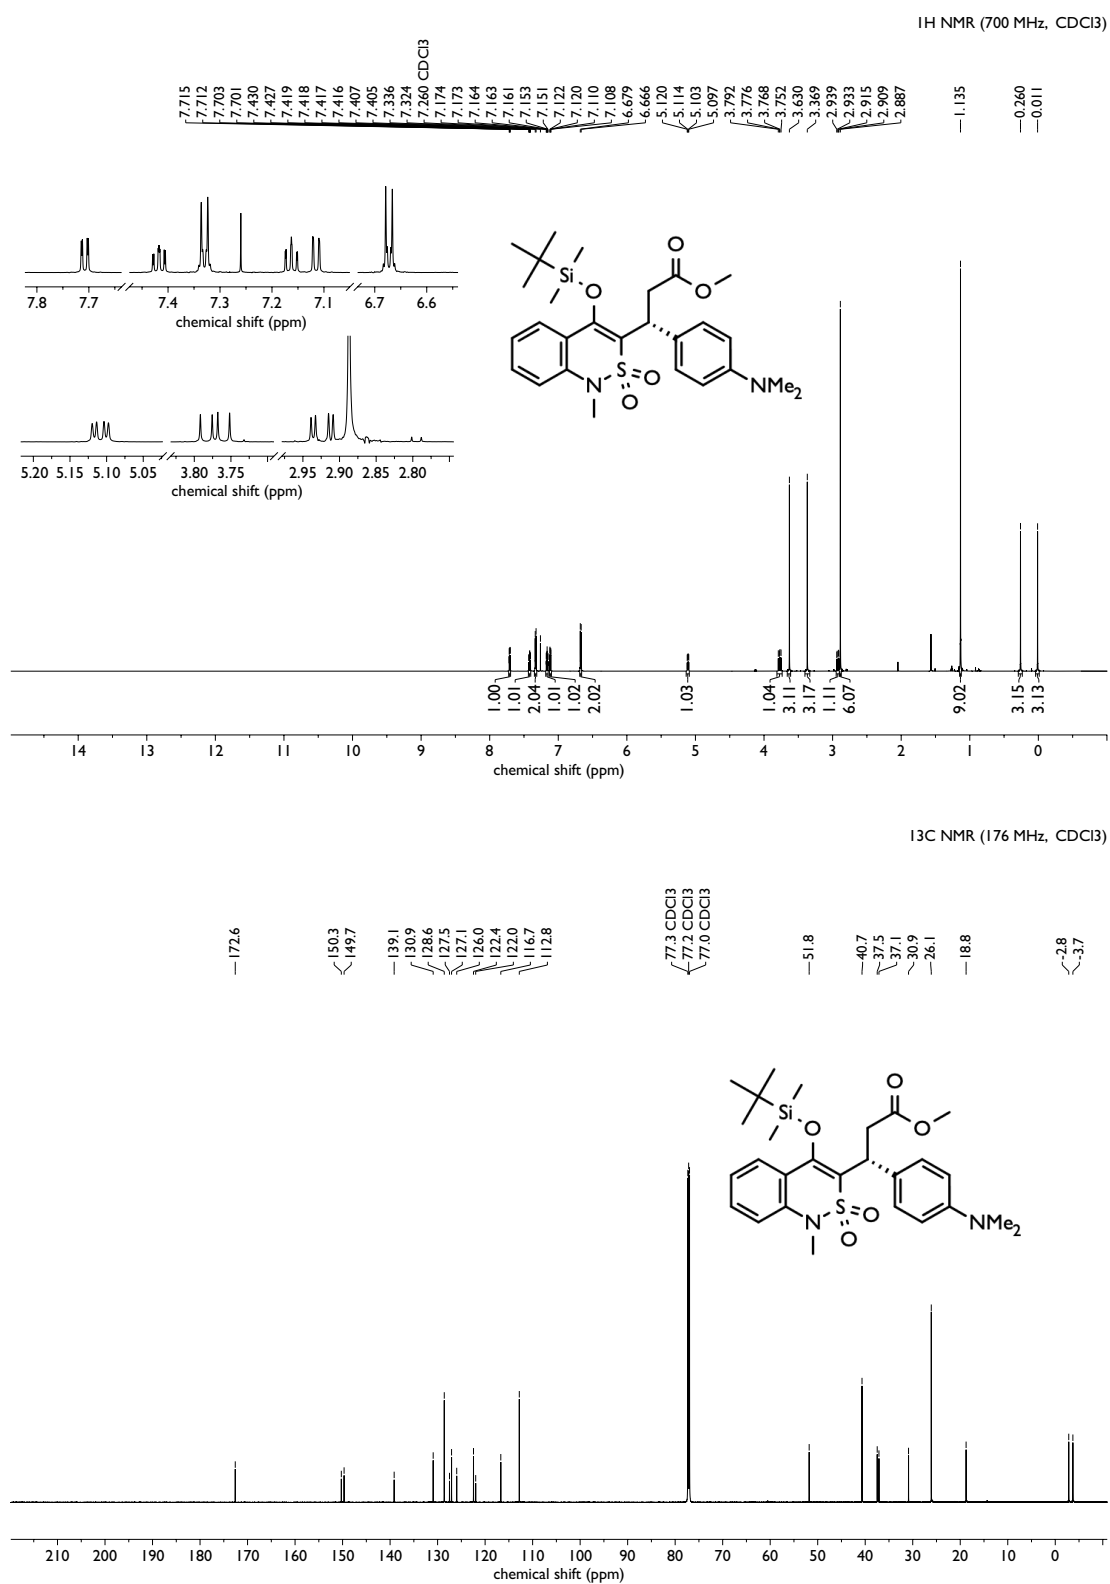 1H NMR (700 MHz, CDCl3)
7.715
7.712
7.703
7.701
7.430
7.427
7.419
7.418
7.417
7.416
7.407
7.405
7.336
7.324
7.260 CDCl3
7.174
7.173
7.164
7.163
7.161
7.153
7.151
7.122
7.120
7.110
7.108
6.679
6.666
5.120
5.114
5.103
5.097
3.792
3.776
3.768
3.752
3.630
3.369
2.939
2.933
2.915
2.909
2.887
1.135
0.260
0.011
7.8 7.7 7.4 7.3 7.2 7.1 6.7 6.6
chemical shift (ppm)
5.20 5.15 5.10 5.05 3.80 3.75 2.95 2.90 2.85 2.80
chemical shift (ppm)
O
Si
O
O
S
O
N
O
NMe2
1.00
1.01
2.04
1.01
1.02
2.02
1.03
1.04
3.11
3.17
1.11
6.07
9.02
3.15
3.13
14 13 12 11 10 9 8 7 6 5 4 3 2 1 0
chemical shift (ppm)
13C NMR (176 MHz, CDCl3)
172.6
150.3
149.7
139.1
130.9
128.6
127.5
127.1
126.0
122.4
122.0
116.7
112.8
77.3 CDCl3
77.2 CDCl3
77.0 CDCl3
51.8
40.7
37.5
37.1
30.9
26.1
18.8
-2.8
-3.7
O
Si
O
O
S
O
N
O
NMe2
210 200 190 180 170 160 150 140 130 120 110 100 90 80 70 60 50 40 30 20 10 0
chemical shift (ppm)